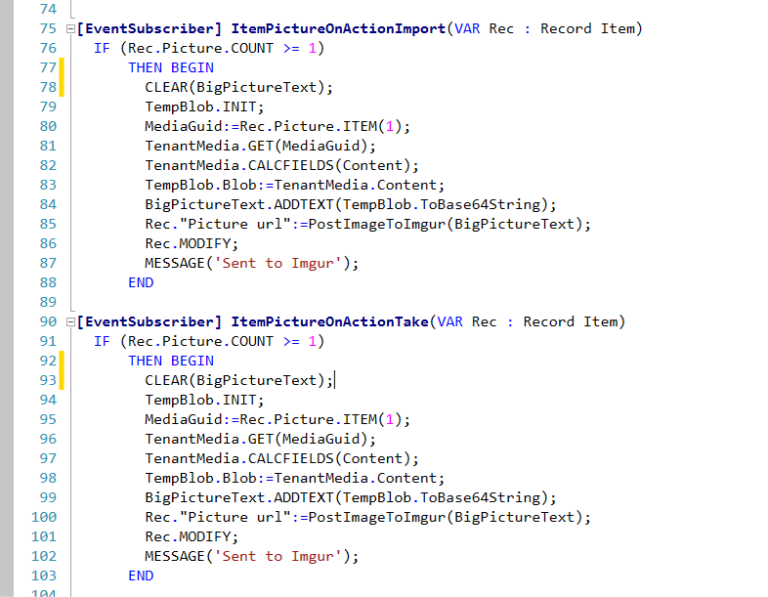 74
75 [EventSubscriber] ItemPictureOnActionImport(VAR Rec : Record Item)
76 IF (Rec.Picture.COUNT >= 1)
77 THEN BEGIN
78 CLEAR(BigPictureText);
79 TempBlob.INIT;
80 MediaGuid:=Rec.Picture.ITEM(1);
81 TenantMedia.GET(MediaGuid);
82 TenantMedia.CALCFIELDS(Content);
83 TempBlob.Blob:=TenantMedia.Content;
84 BigPictureText.ADDTEXT(TempBlob.ToBase64String);
85 Rec."Picture url":=PostImageToImgur(BigPictureText);
86 Rec.MODIFY;
87 MESSAGE('Sent to Imgur');
88 END
89
90 [EventSubscriber] ItemPictureOnActionTake(VAR Rec : Record Item)
91 IF (Rec.Picture.COUNT >= 1)
92 THEN BEGIN
93 CLEAR(BigPictureText);
94 TempBlob.INIT;
95 MediaGuid:=Rec.Picture.ITEM(1);
96 TenantMedia.GET(MediaGuid);
97 TenantMedia.CALCFIELDS(Content);
98 TempBlob.Blob:=TenantMedia.Content;
99 BigPictureText.ADDTEXT(TempBlob.ToBase64String);
100 Rec."Picture url":=PostImageToImgur(BigPictureText);
101 Rec.MODIFY;
102 MESSAGE('Sent to Imgur');
103 END
104